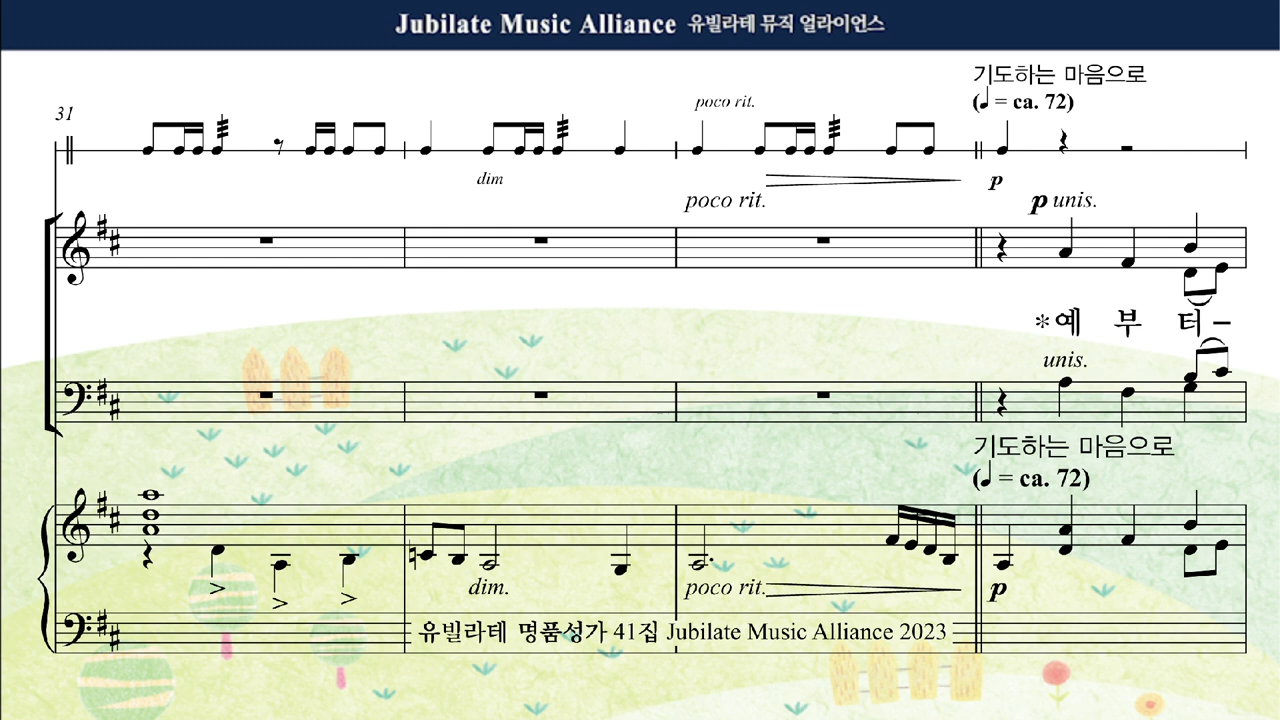 Jubilate Music Alliance 유빌라테 뮤직 얼라이언스
기도하는 마음으로
31
poco rit.
(♩ = ca. 72)
dim
p
poco rit.
p unis.
*예 부 터 –
unis.
기도하는 마음으로
(♩ = ca. 72)
dim.
poco rit.
p
유빌라테 명품성가 41집 Jubilate Music Alliance 2023